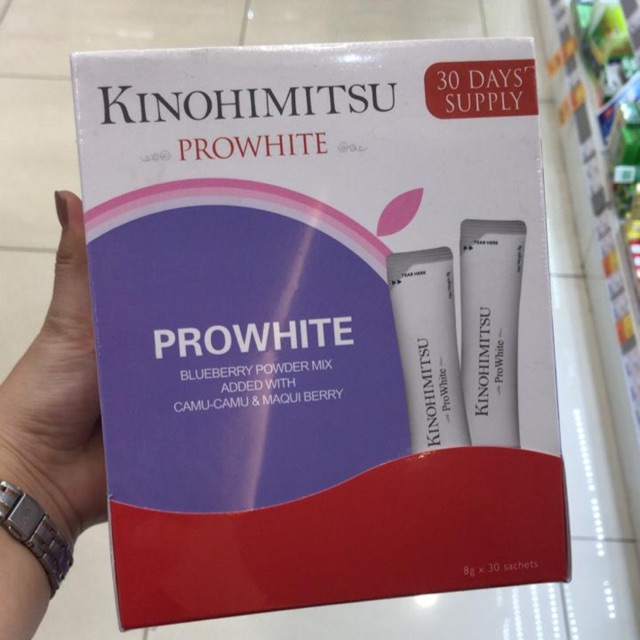 KINOHIMITSU
PROWHITE
30 DAYS'
SUPPLY
PROWHITE
BLUEBERRY POWDER MIX
ADDED WITH
CAMU-CAMU & MAQUI BERRY
TEAR HERE
KINOHIMITSU
ProWhite
TEAR HERE
KINOHIMITSU
ProWhite
8g x 30 sachets